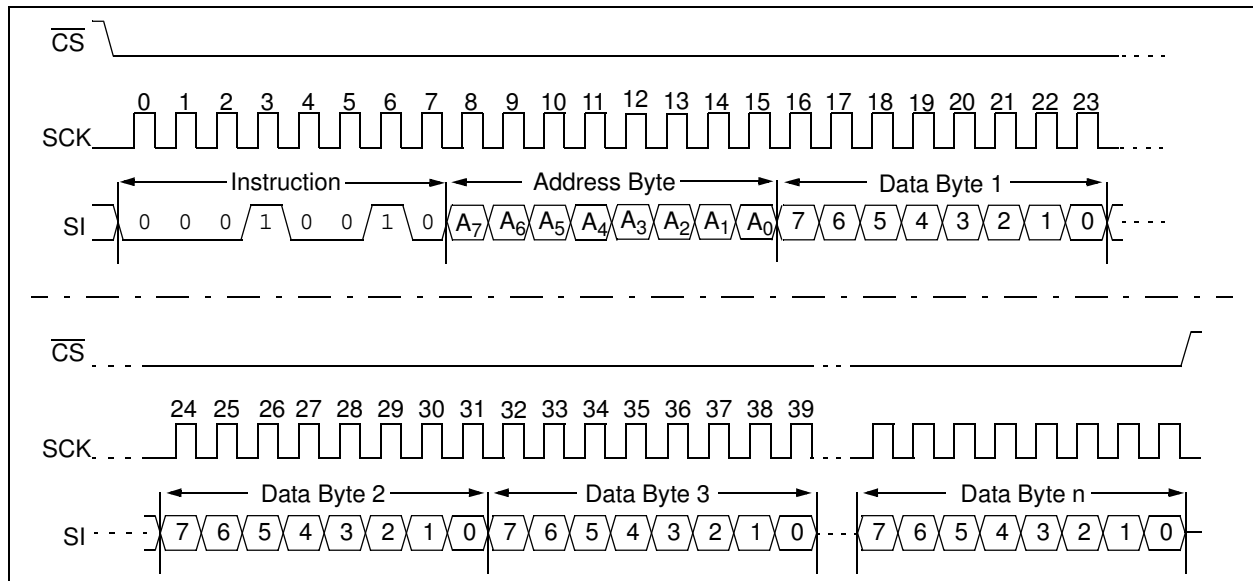 CS
0 1 2 3 4 5 6 7 8 9 10 11 12 13 14 15 16 17 18 19 20 21 22 23
SCK
Instruction Address Byte Data Byte 1
SI 0 0 0 1 0 0 1 0 A7 A6 A5 A4 A3 A2 A1 A0 7 6 5 4 3 2 1 0
CS
24 25 26 27 28 29 30 31 32 33 34 35 36 37 38 39
SCK
Data Byte 2 Data Byte 3 Data Byte n
SI 7 6 5 4 3 2 1 0 7 6 5 4 3 2 1 0 7 6 5 4 3 2 1 0